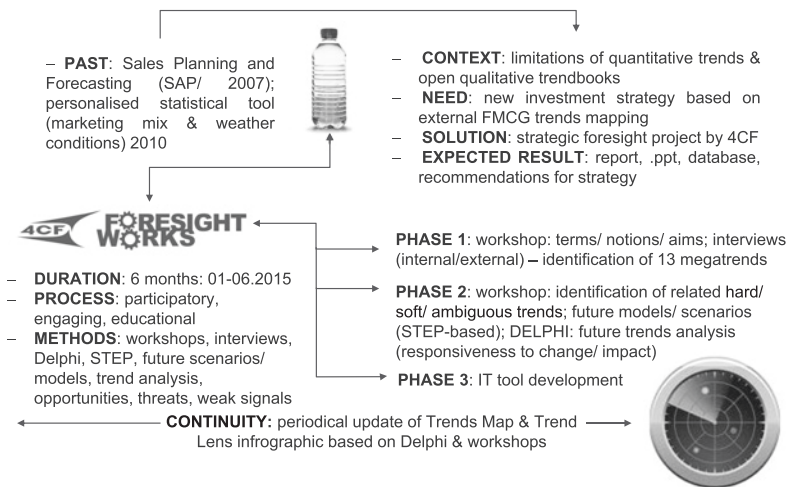 – PAST: Sales Planning and
Forecasting (SAP/ 2007);
personalised statistical tool
(marketing mix & weather
conditions) 2010
– CONTEXT: limitations of quantitative trends &
open qualitative trendbooks
– NEED: new investment strategy based on
external FMCG trends mapping
– SOLUTION: strategic foresight project by 4CF
– EXPECTED RESULT: report, .ppt, database,
recommendations for strategy
4CF FORESIGHT
WORKS
– DURATION: 6 months: 01-06.2015
– PROCESS: participatory,
engaging, educational
– METHODS: workshops, interviews,
Delphi, STEP, future scenarios/
models, trend analysis,
opportunities, threats, weak signals
PHASE 1: workshop: terms/ notions/ aims; interviews
(internal/external) – identification of 13 megatrends
PHASE 2: workshop: identification of related hard/
soft/ ambiguous trends; future models/ scenarios
(STEP-based); DELPHI: future trends analysis
(responsiveness to change/ impact)
PHASE 3: IT tool development
CONTINUITY: periodical update of Trends Map & Trend
Lens infrographic based on Delphi & workshops